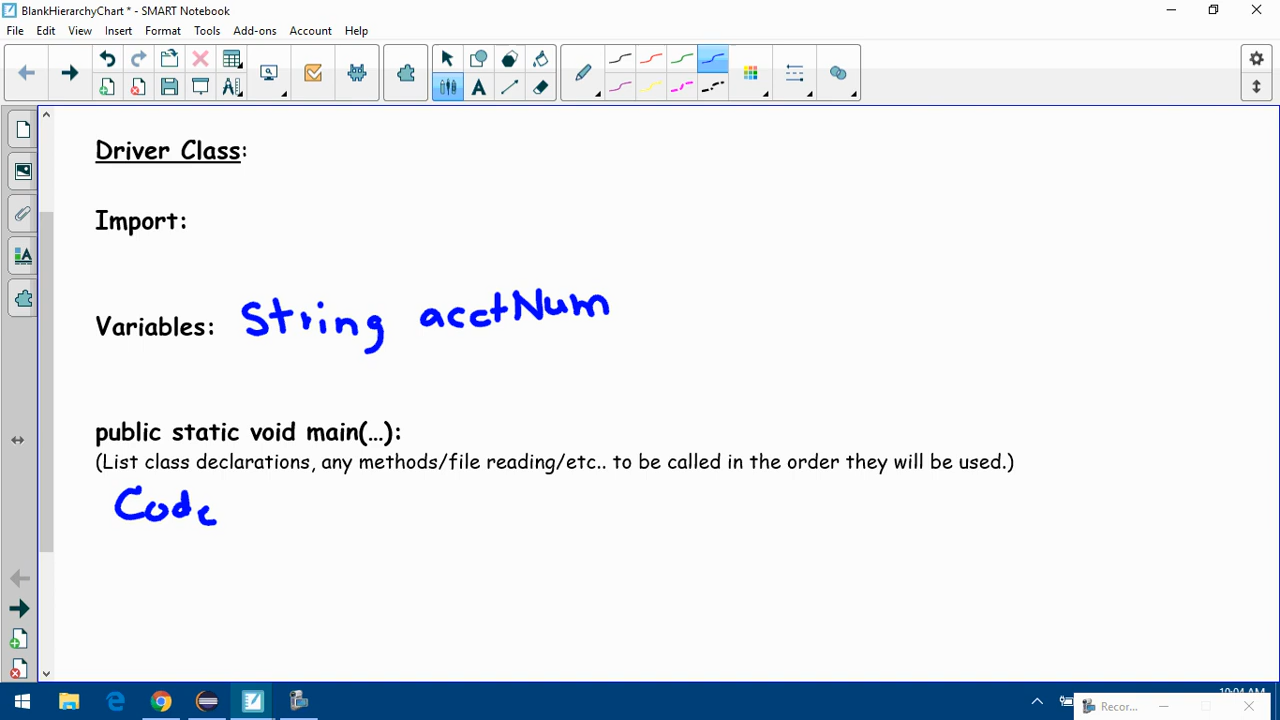 BlankHierarchyChart * - SMART Notebook
File Edit View Insert Format Tools Add-ons Account Help
Driver Class:
Import:
Variables: String acctNum
public static void main(...):
(List class declarations, any methods/file reading/etc.. to be called in the order they will be used.)
Code
Recor...